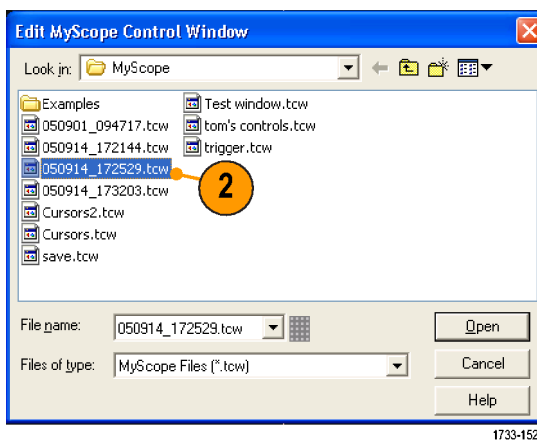 Edit MyScope Control Window
Look in: MyScope
Examples
050901_094717.tcw
050914_172144.tcw
050914_172529.tcw
050914_173203.tcw
Cursors2.tcw
Cursors.tcw
save.tcw
Test window.tcw
tom's controls.tcw
trigger.tcw
2
File name: 050914_172529.tcw
Open
Files of type: MyScope Files (*.tcw)
Cancel
Help
1733-152